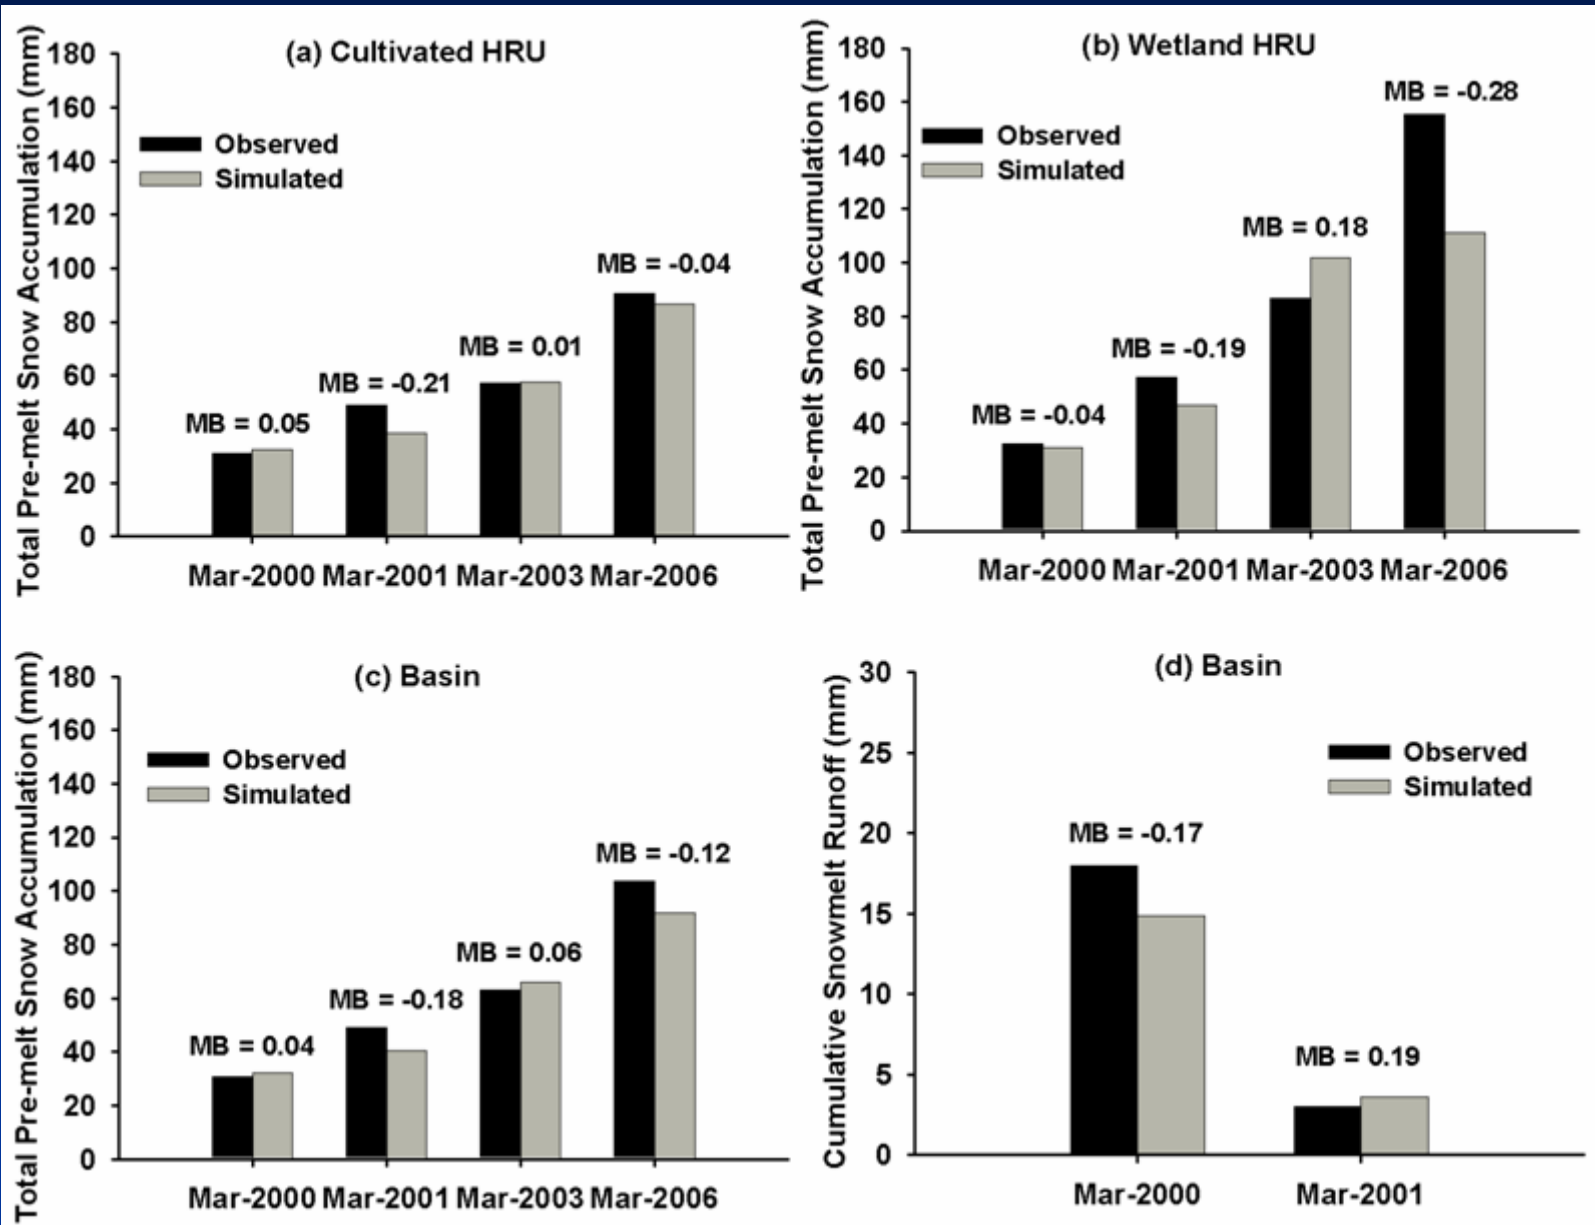 (a) Cultivated HRU
Total Pre-melt Snow Accumulation (mm)
180
160
140
120
100
80
60
40
20
0
Observed
Simulated
MB = 0.05
MB = -0.21
MB = 0.01
MB = -0.04
Mar-2000 Mar-2001 Mar-2003 Mar-2006
(b) Wetland HRU
Total Pre-melt Snow Accumulation (mm)
180
160
140
120
100
80
60
40
20
0
Observed
Simulated
MB = -0.04
MB = -0.19
MB = 0.18
MB = -0.28
Mar-2000 Mar-2001 Mar-2003 Mar-2006
(c) Basin
Total Pre-melt Snow Accumulation (mm)
180
160
140
120
100
80
60
40
20
0
Observed
Simulated
MB = 0.04
MB = -0.18
MB = 0.06
MB = -0.12
Mar-2000 Mar-2001 Mar-2003 Mar-2006
(d) Basin
Cumulative Snowmelt Runoff (mm)
30
25
20
15
10
5
0
Observed
Simulated
MB = -0.17
MB = 0.19
Mar-2000 Mar-2001